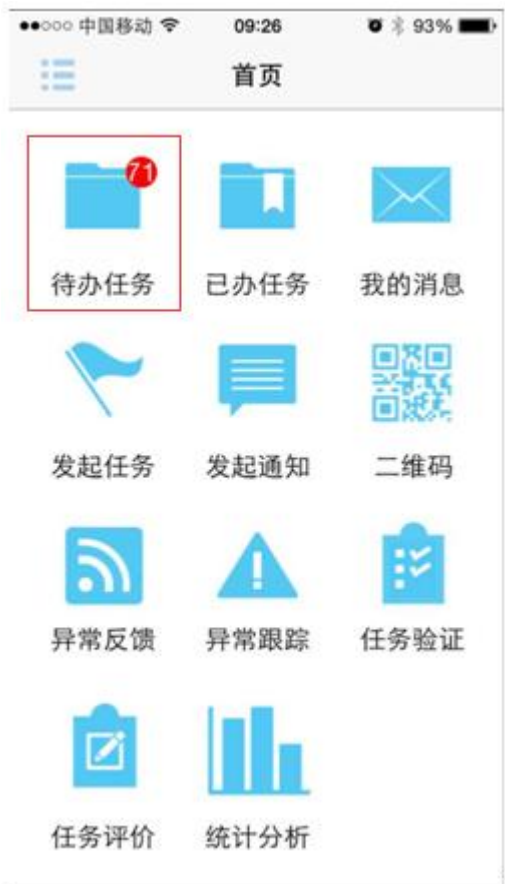 中国移动 09:26 93%
首页
71
待办任务 已办任务 我的消息
发起任务 发起通知 二维码
异常反馈 异常跟踪 任务验证
任务评价 统计分析